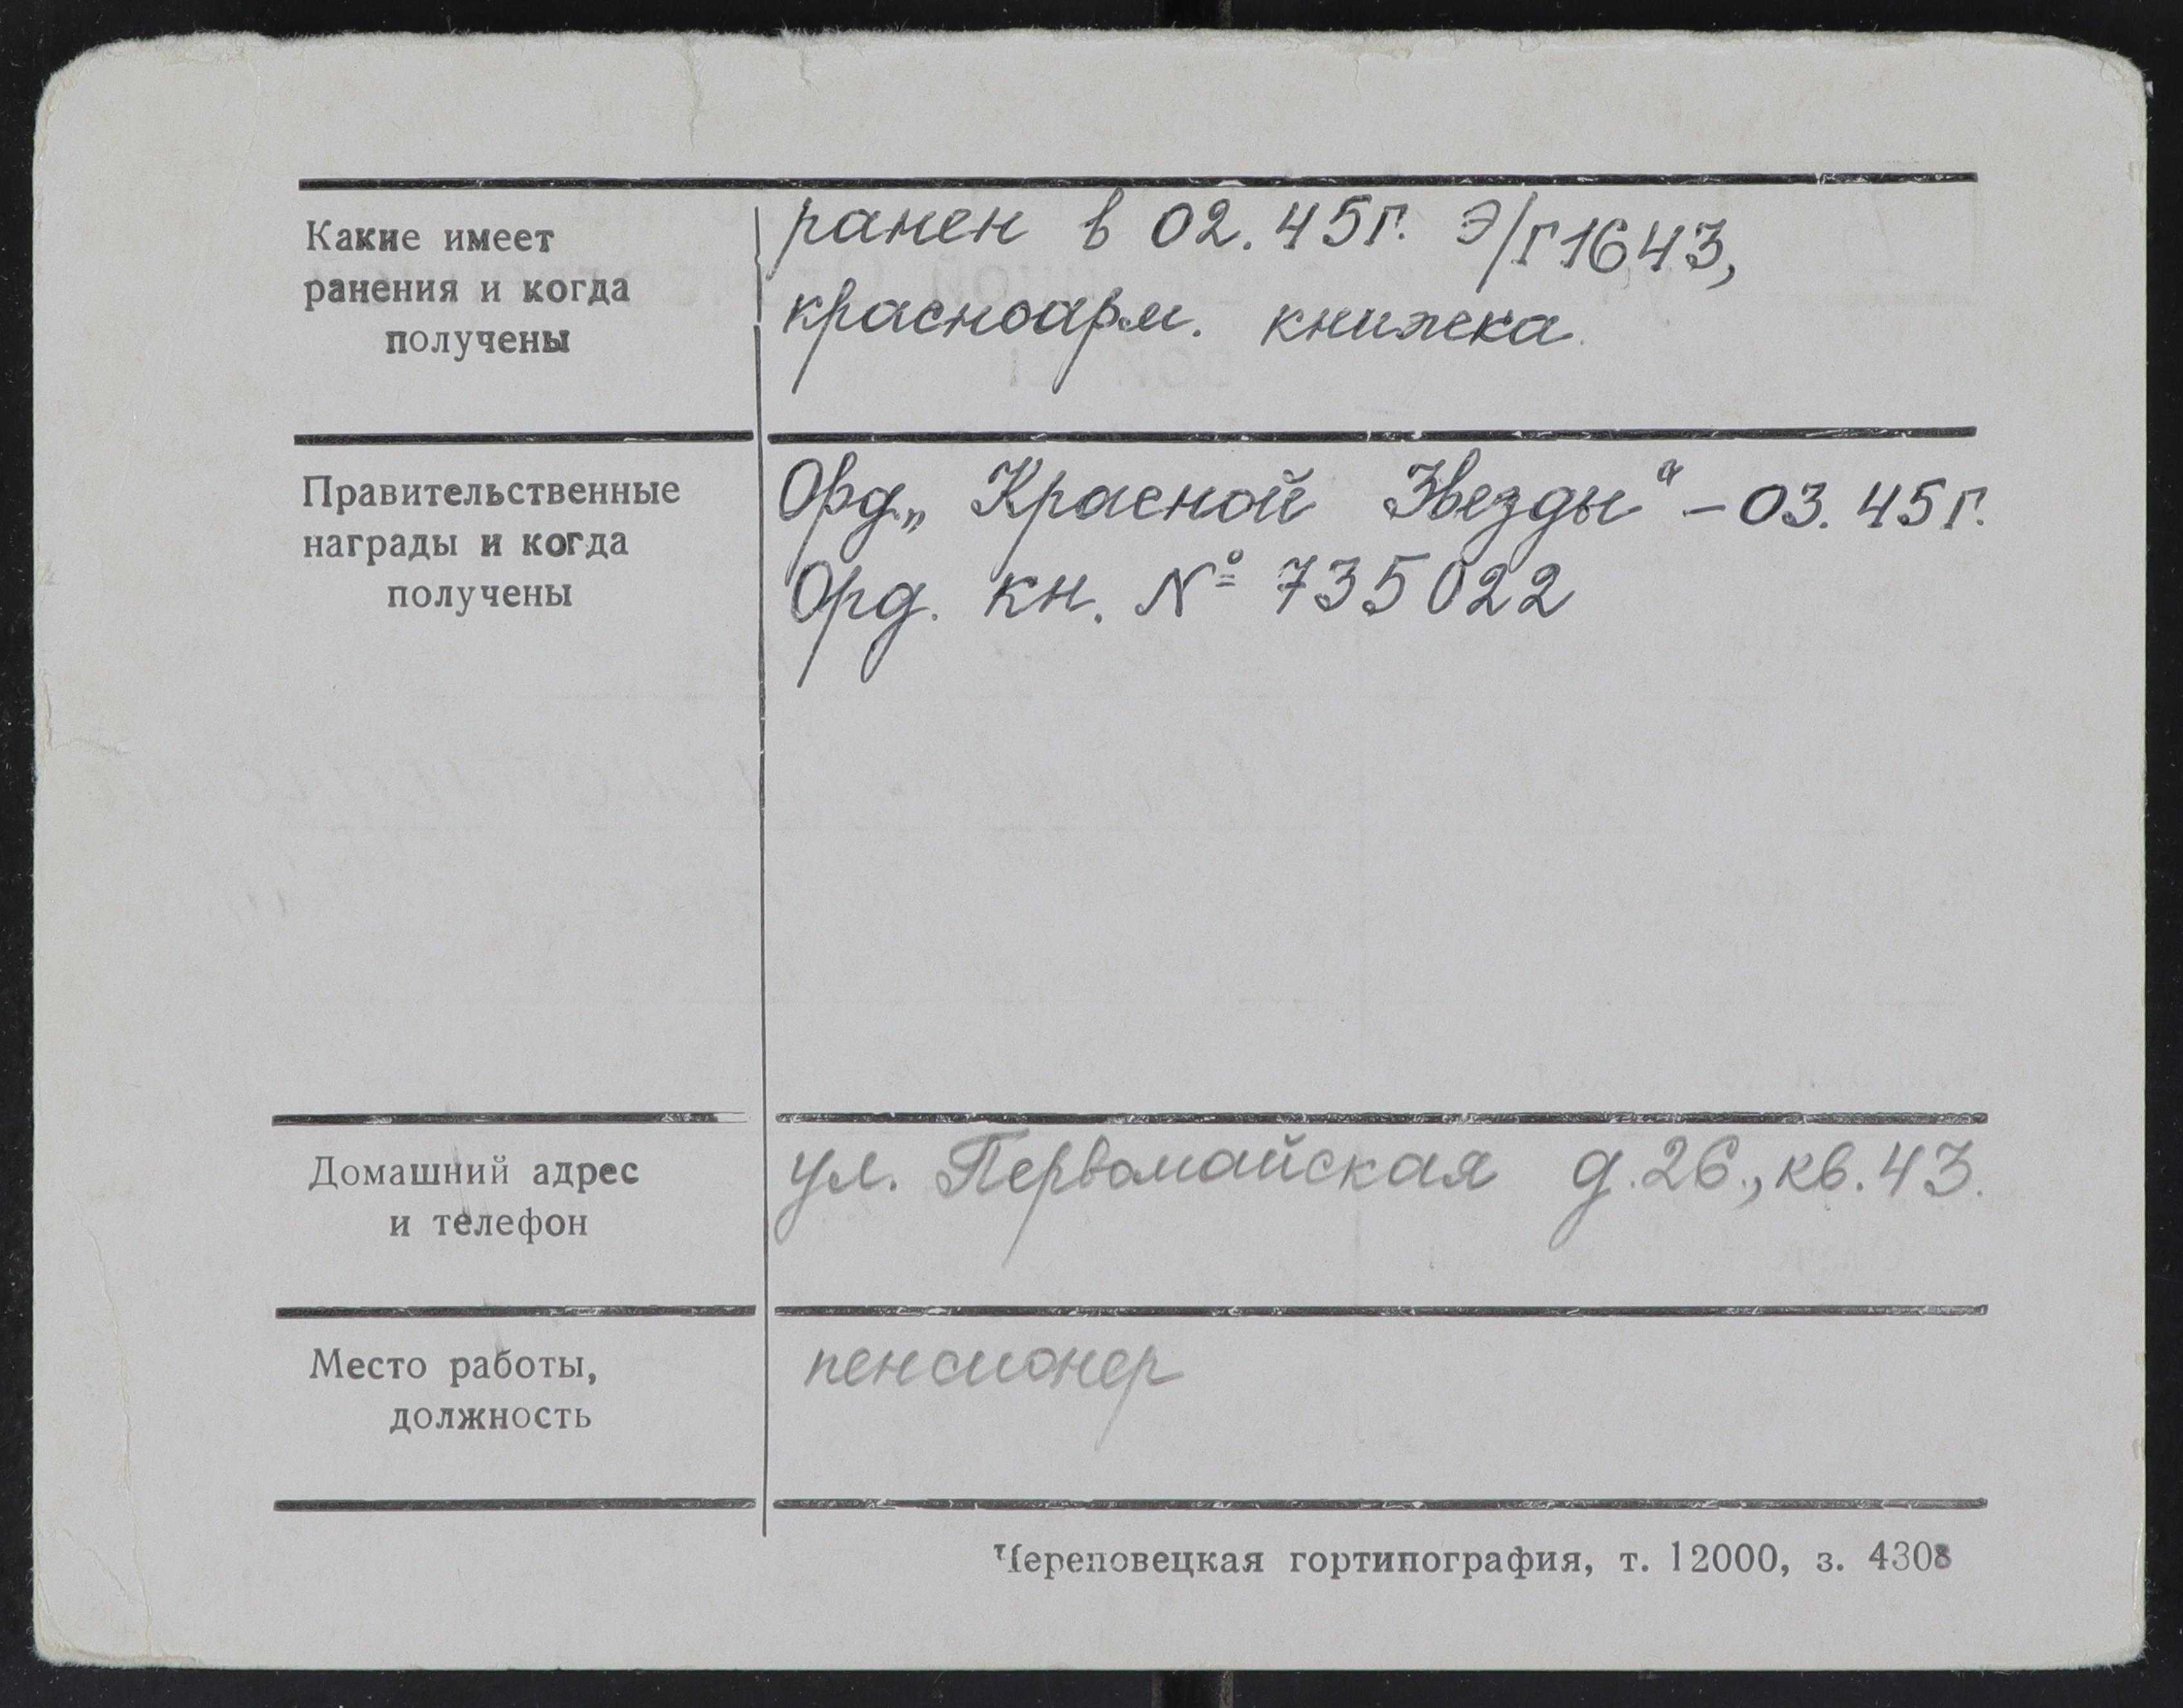 Какие имеет
ранения и когда
получены
ранен в 02.45г. Э/Г1643,
красноарм. книжка.
Правительственные
награды и когда
получены
Орд. „Красной Звезды“ – 03.45г.
Орд. кн. № 735022
Домашний адрес
и телефон
ул. Первомайская д.26., кв.43.
Место работы,
должность
пенсионер
Череповецкая гортипография, т. 12000, з. 4308